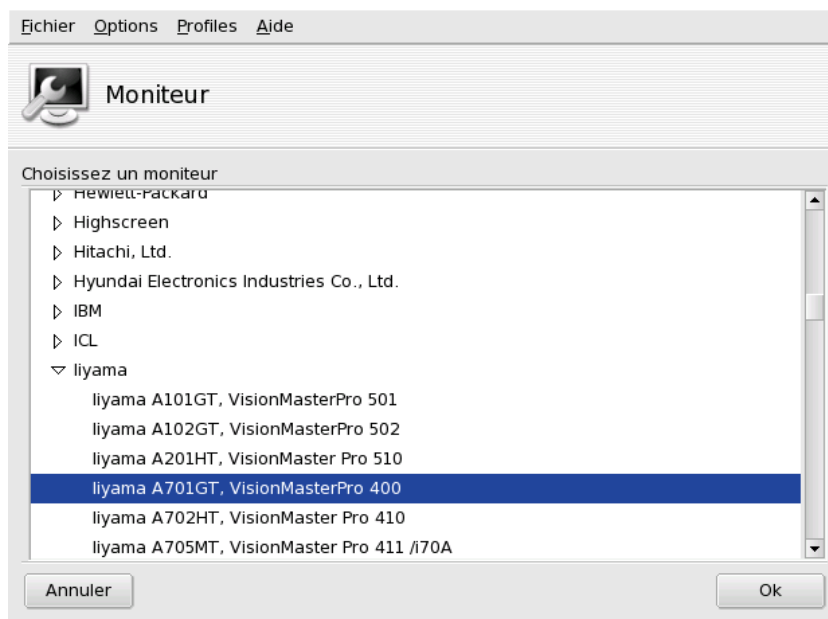 Fichier Options Profiles Aide
Moniteur
Choisissez un moniteur
Hewlett-Packard
Highscreen
Hitachi, Ltd.
Hyundai Electronics Industries Co., Ltd.
IBM
ICL
Iiyama
Iiyama A101GT, VisionMasterPro 501
Iiyama A102GT, VisionMasterPro 502
Iiyama A201HT, VisionMaster Pro 510
Iiyama A701GT, VisionMasterPro 400
Iiyama A702HT, VisionMaster Pro 410
Iiyama A705MT, VisionMaster Pro 411 /i70A
Annuler Ok